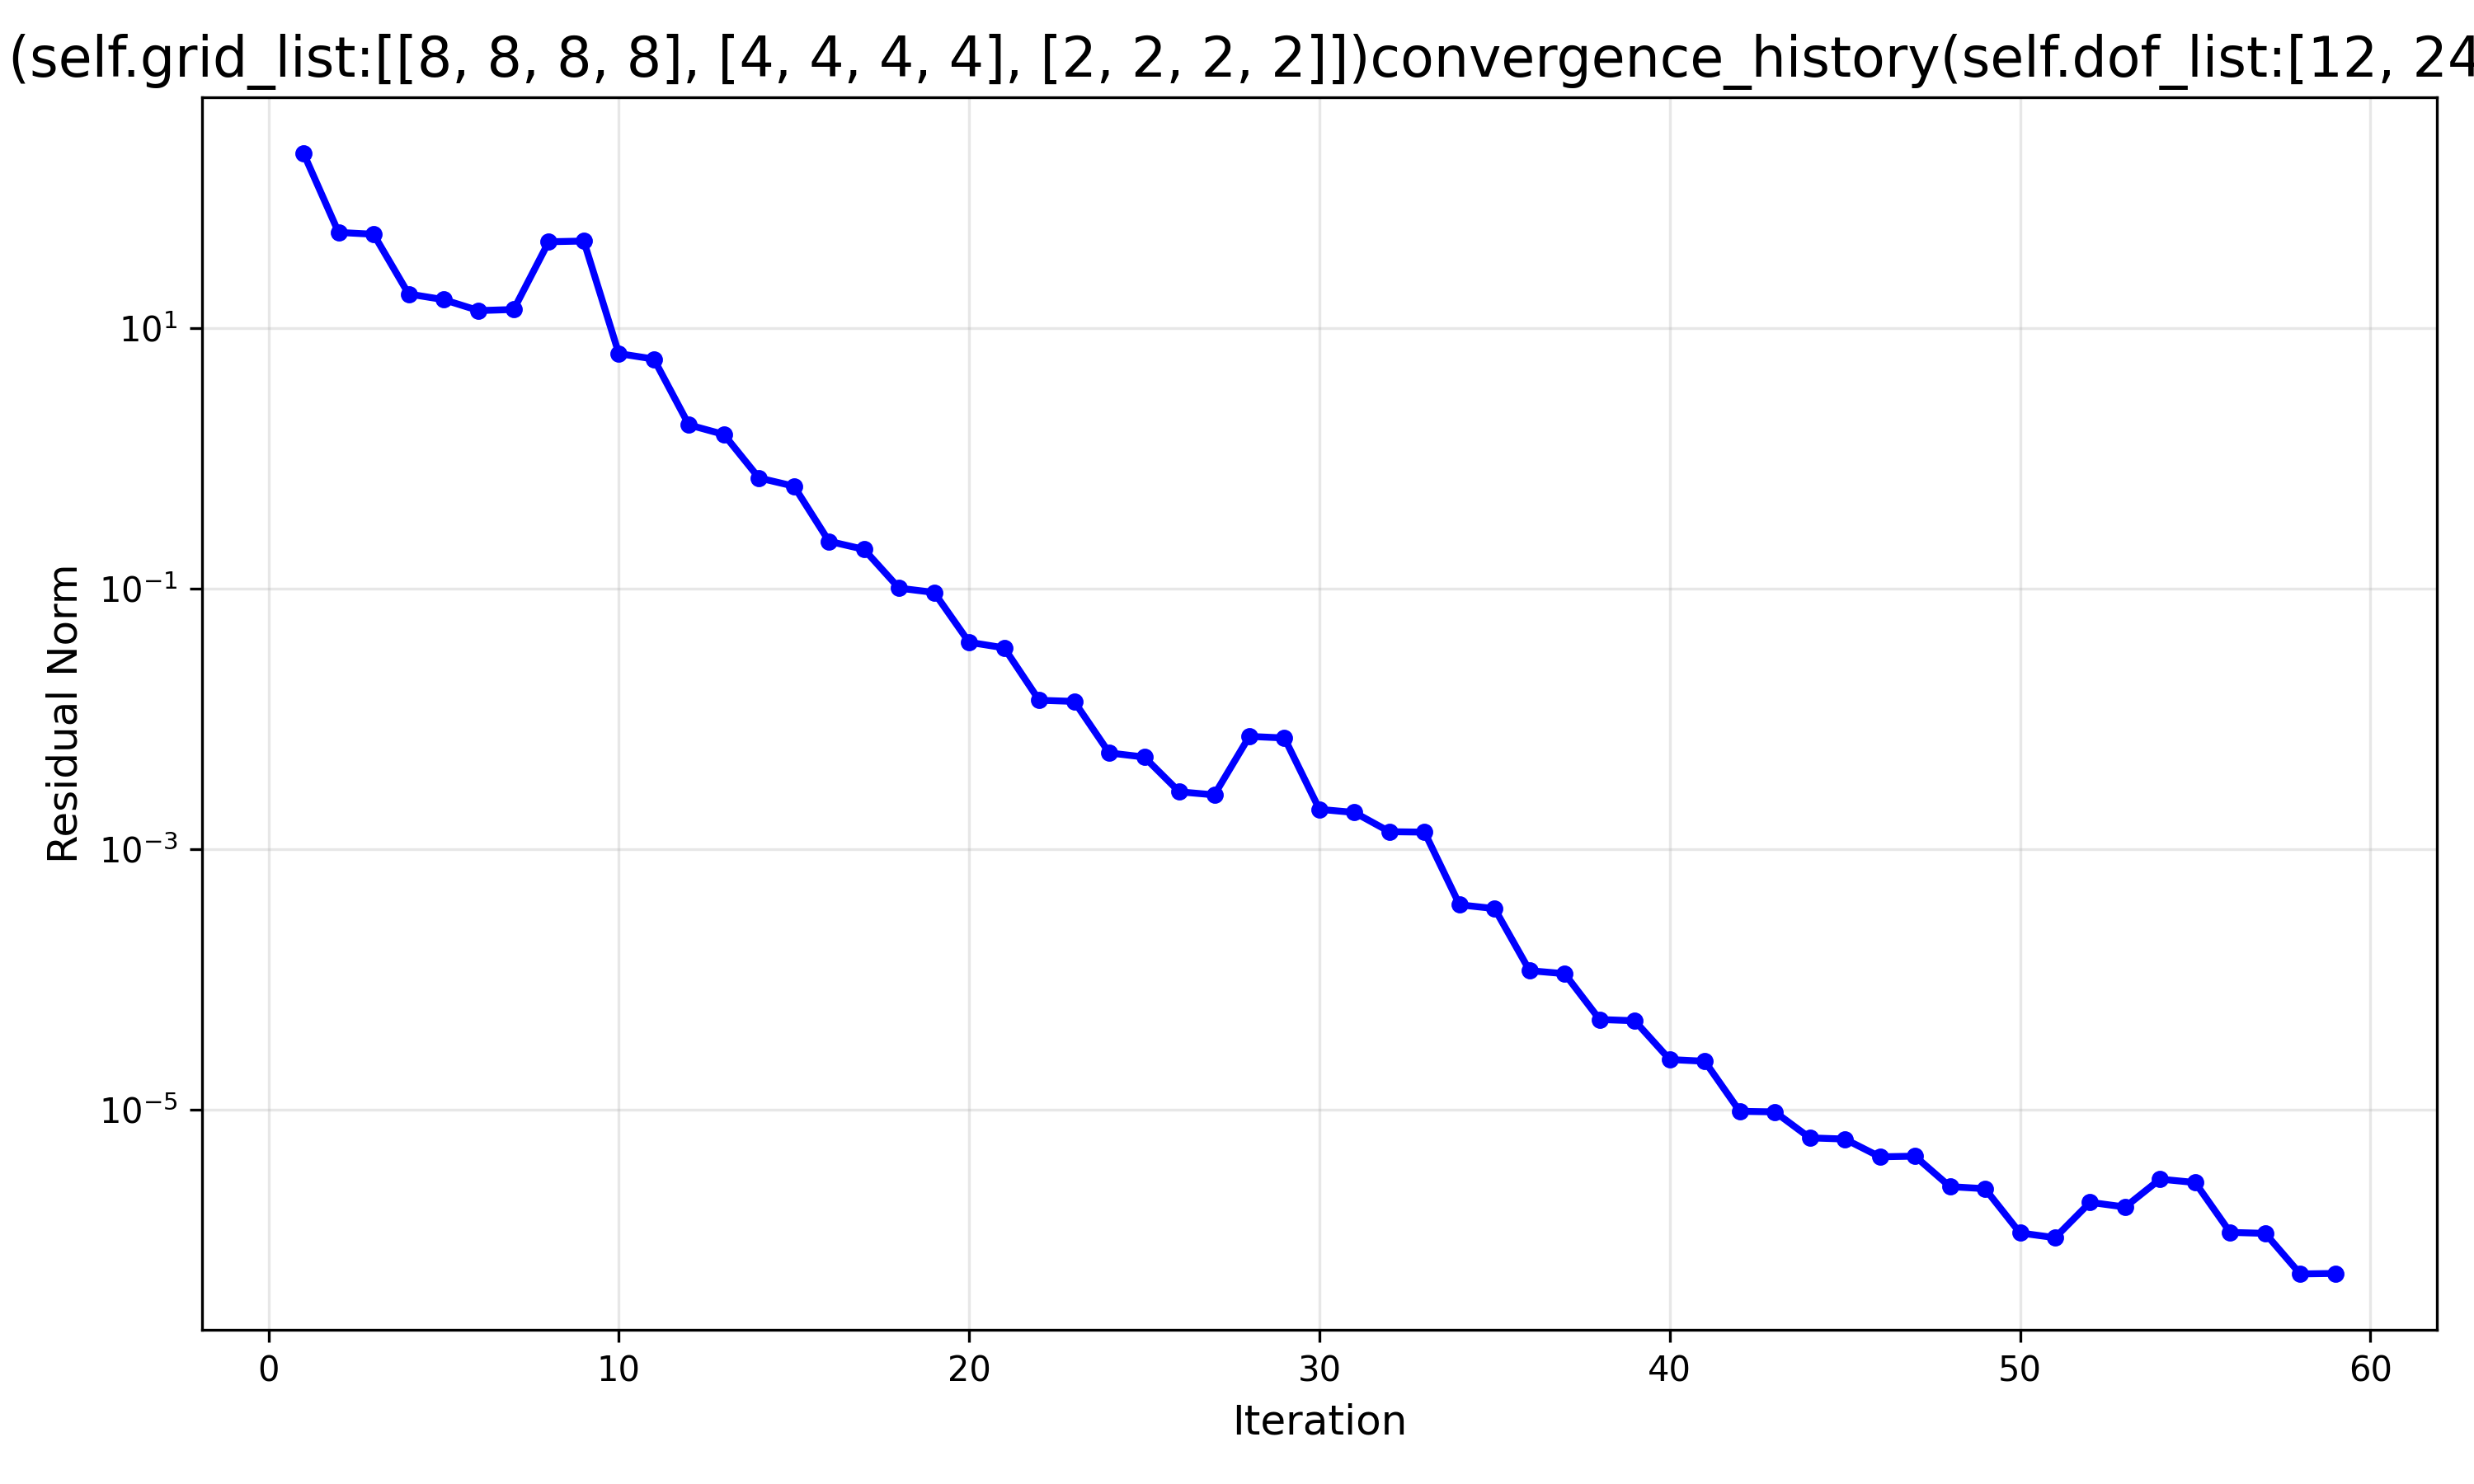 (self.grid_list:[[8, 8, 8, 8], [4, 4, 4, 4], [2, 2, 2, 2]])convergence_history(self.dof_list:[12, 24
Residual Norm
10¹
10⁻¹
10⁻³
10⁻⁵
0 10 20 30 40 50 60
Iteration